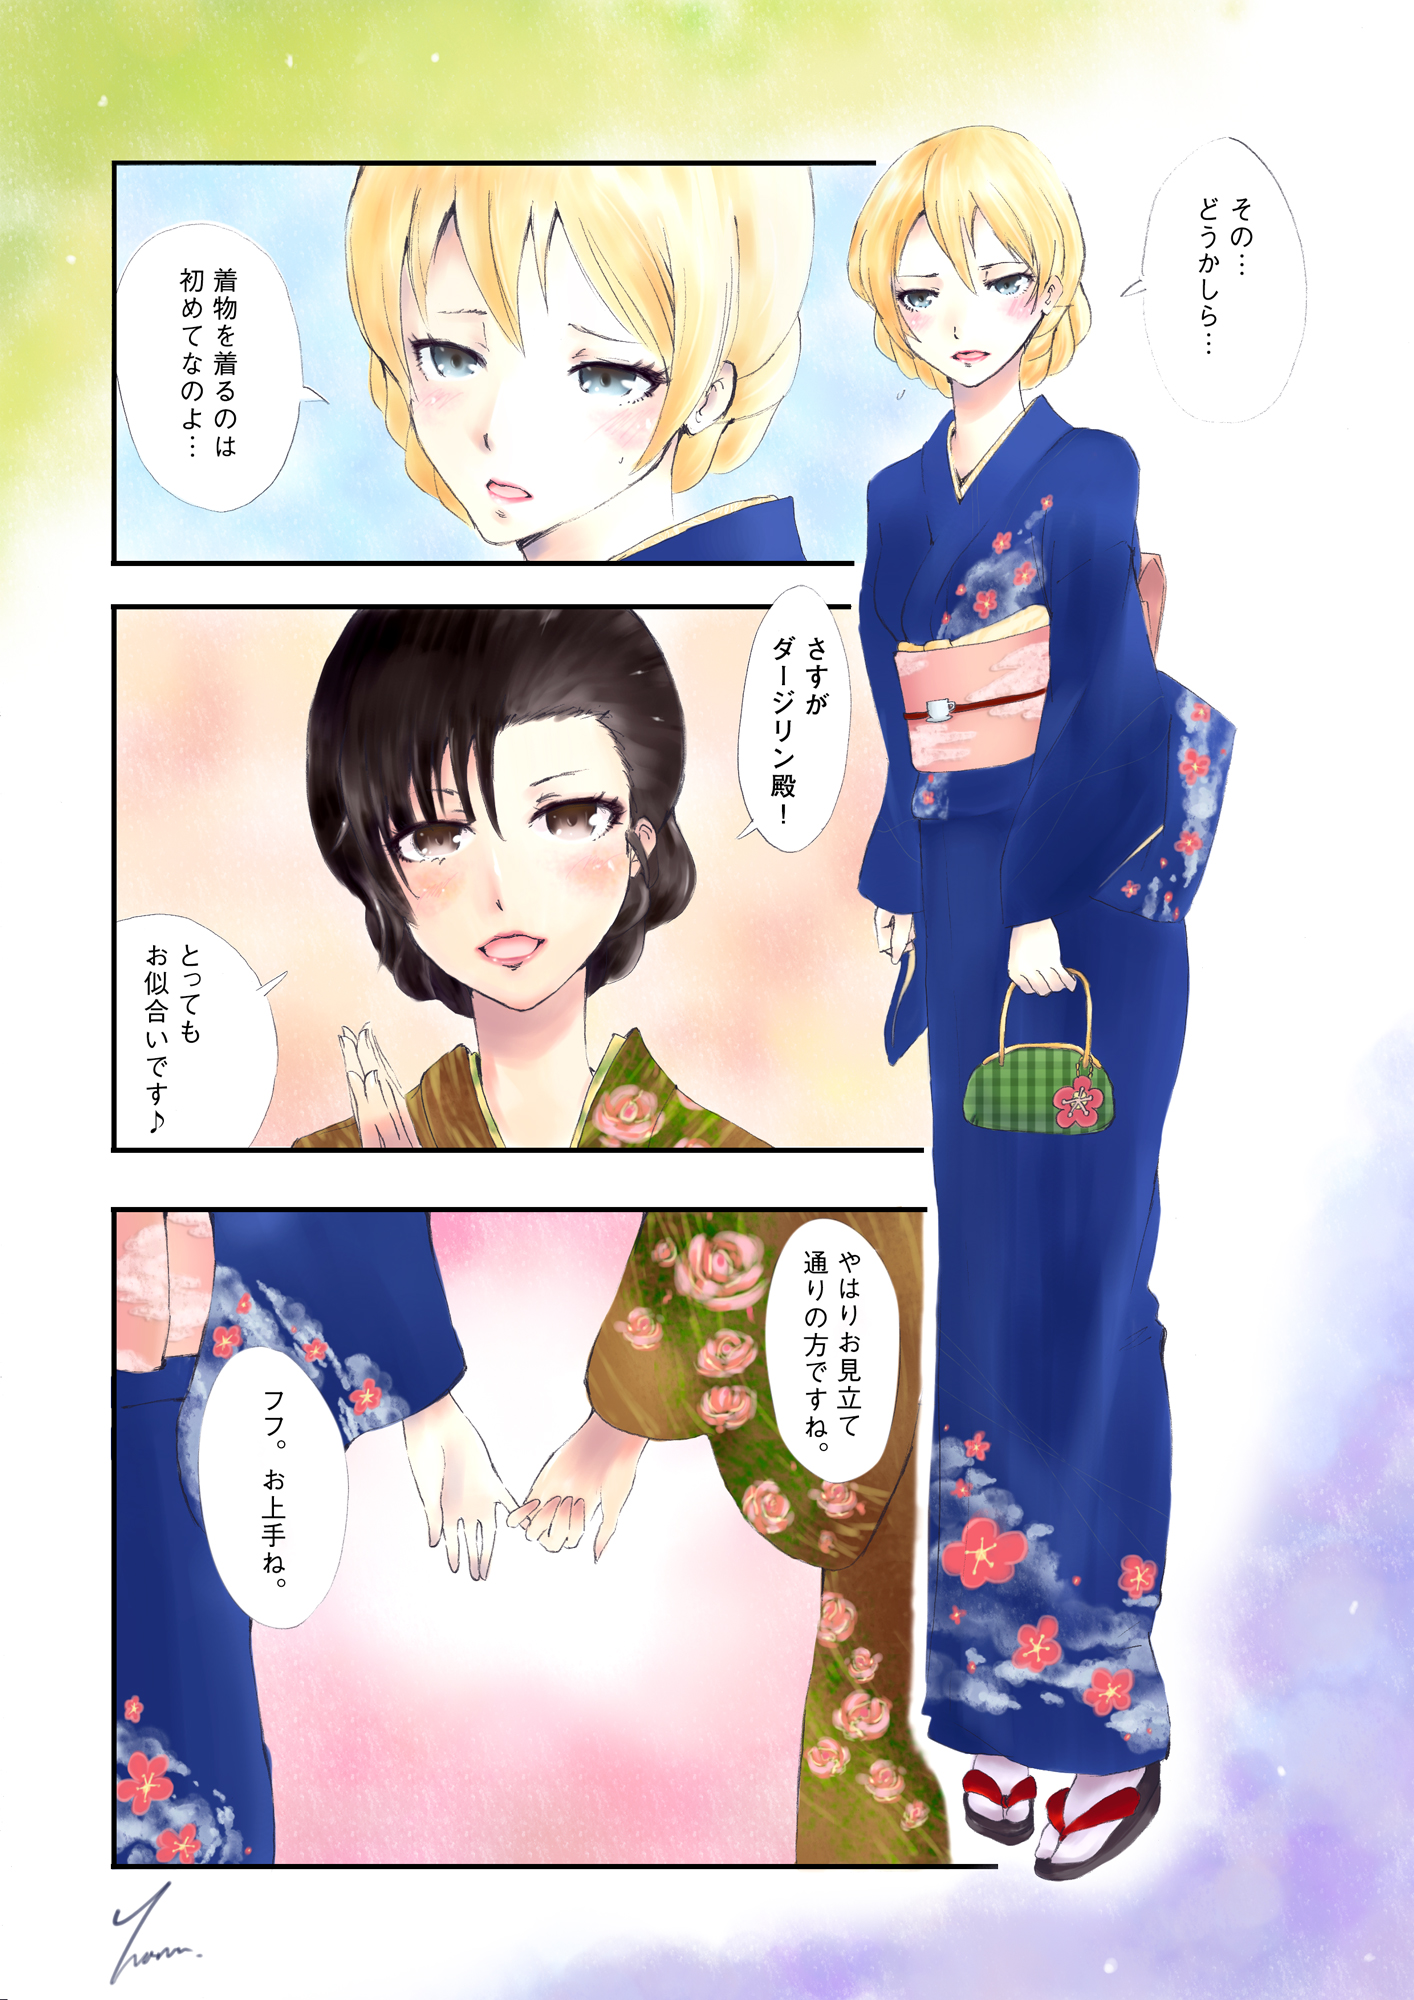 その…
どうかしら…
着物を着るのは
初めてなのよ…
さすが
ダージリン殿！
とっても
お似合いです♪
やはりお見立て
通りの方ですね。
フフ。お上手ね。